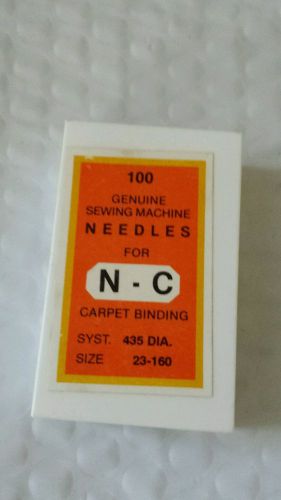 100
GENUINE
SEWING MACHINE
NEEDLES
FOR
N - C
CARPET BINDING
SYST. 435 DIA.
SIZE 23-160